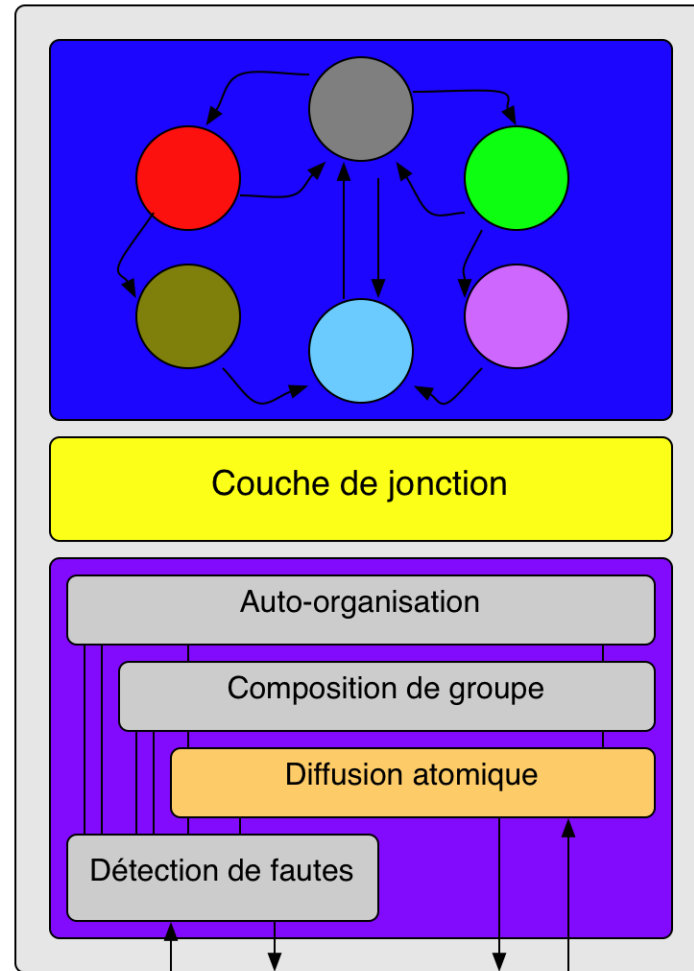 Couche de jonction
Auto-organisation
Composition de groupe
Diffusion atomique
Détection de fautes